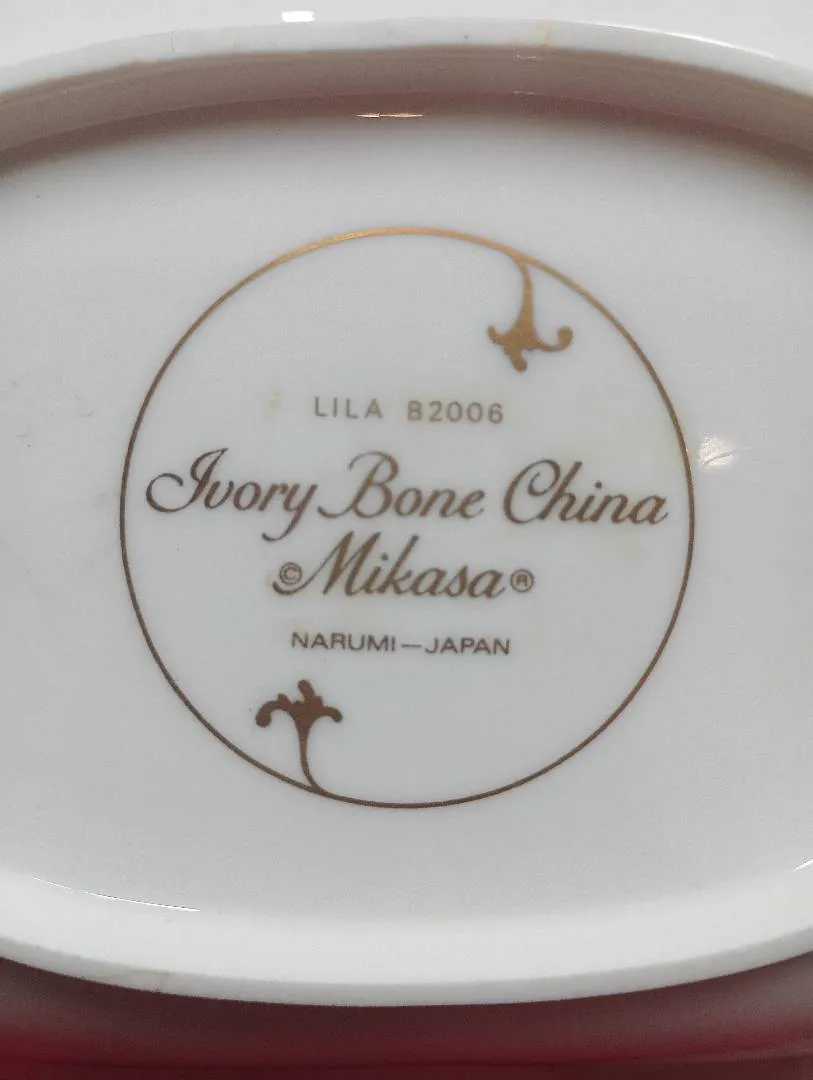 LILA 82006
Ivory Bone China
©Mikasa®
NARUMI—JAPAN